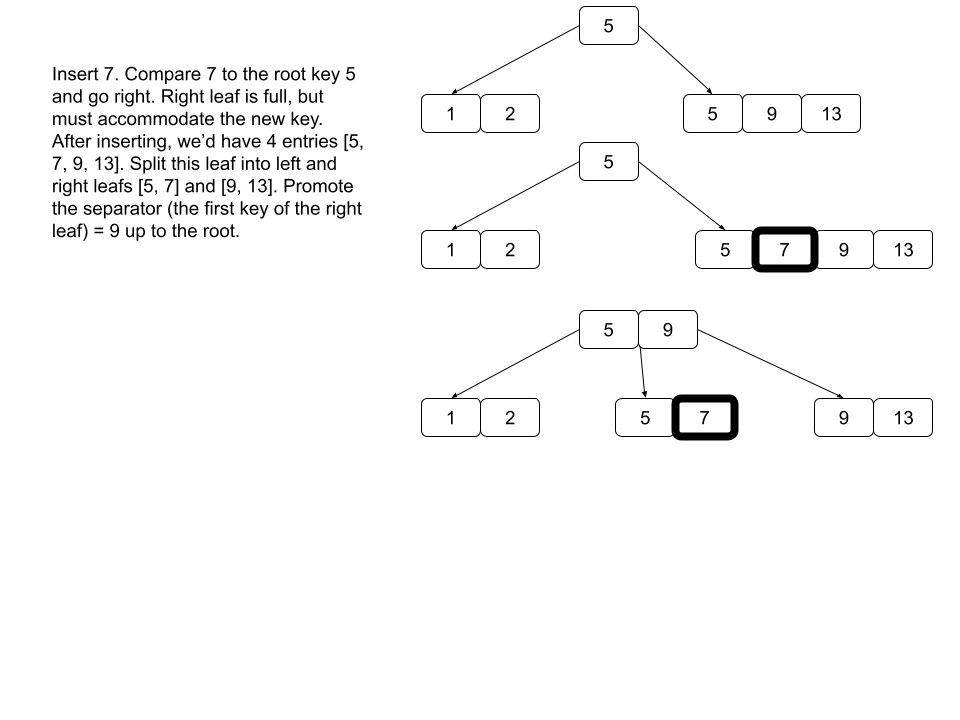 Insert 7. Compare 7 to the root key 5
and go right. Right leaf is full, but
must accommodate the new key.
After inserting, we’d have 4 entries [5,
7, 9, 13]. Split this leaf into left and
right leafs [5, 7] and [9, 13]. Promote
the separator (the first key of the right
leaf) = 9 up to the root.
5
1 2 5 9 13
5
1 2 5 7 9 13
5 9
1 2 5 7 9 13